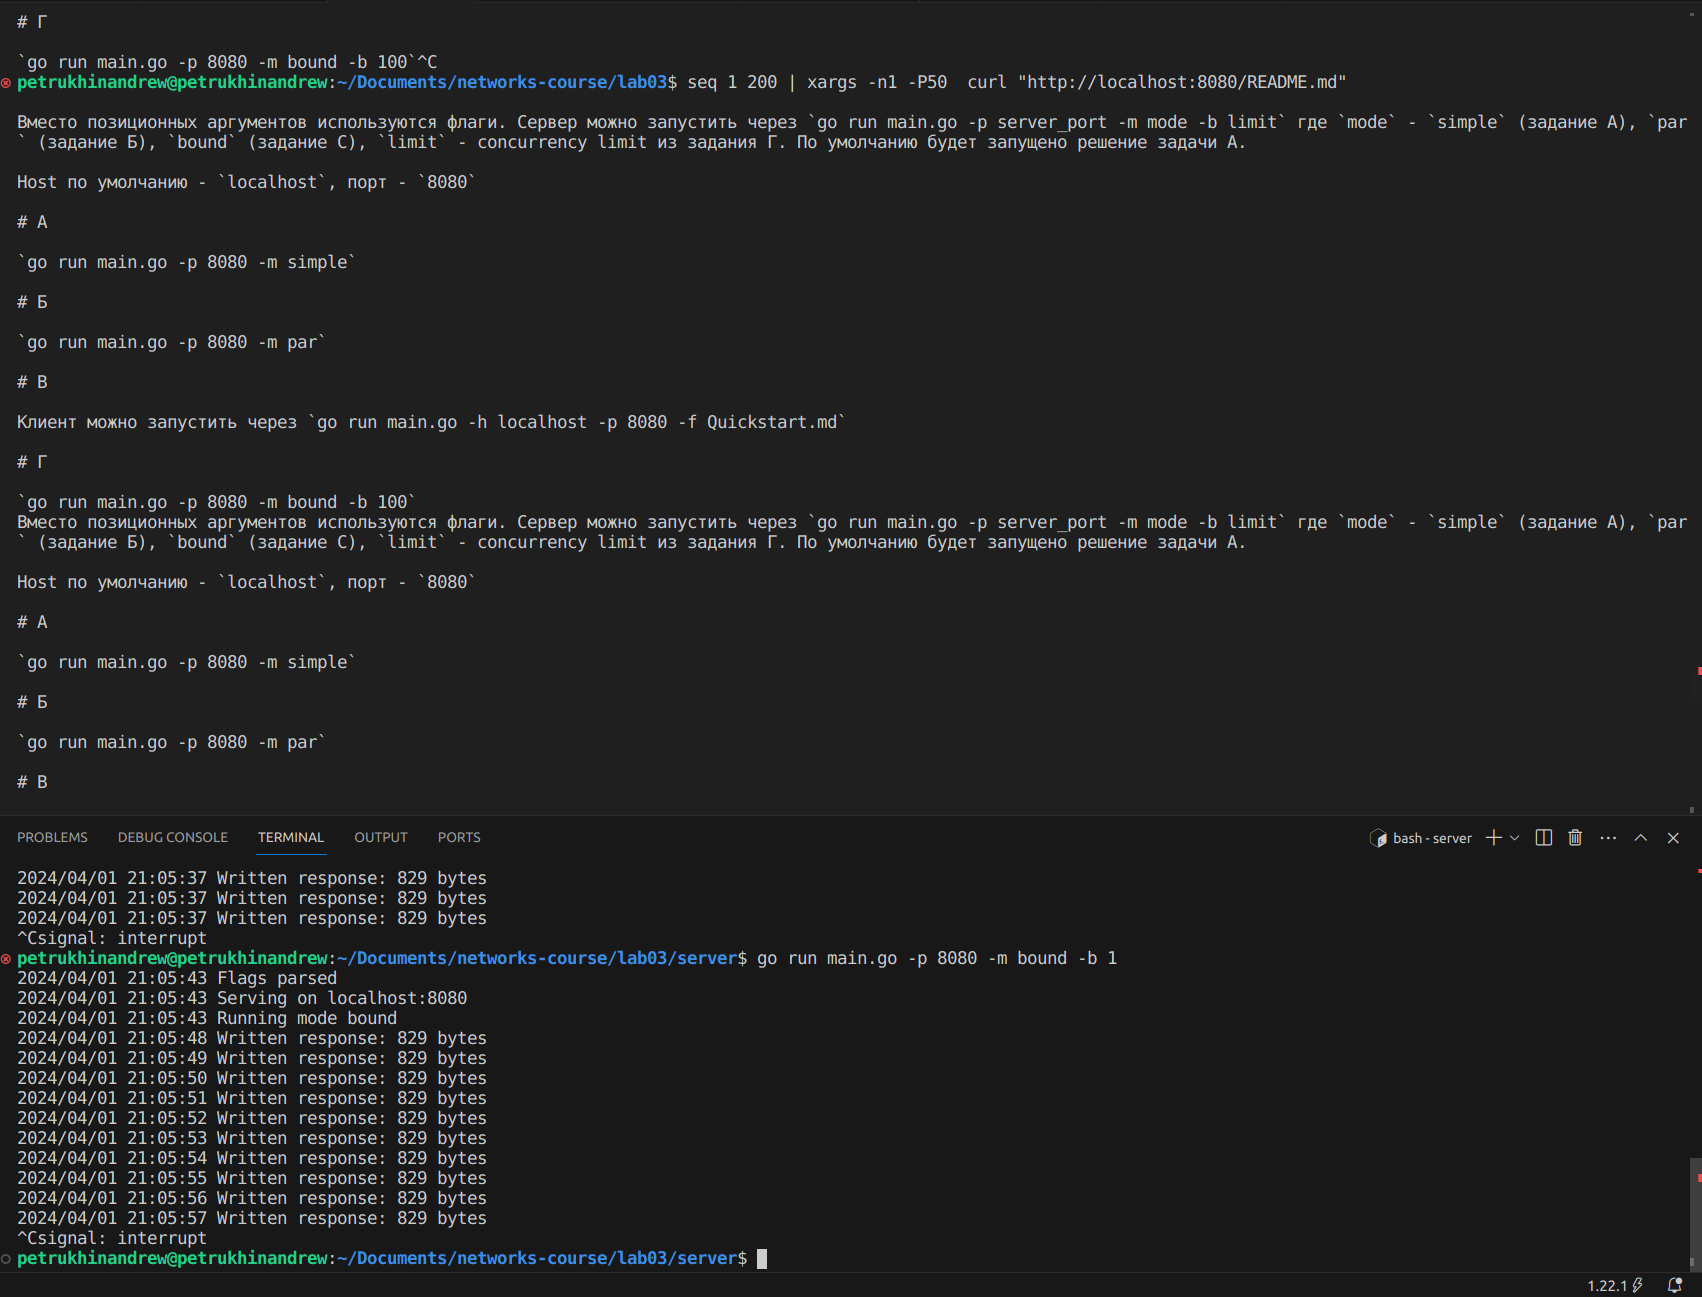 # Г
`go run main.go -p 8080 -m bound -b 100`^C
petrukhinandrew@petrukhinandrew:~/Documents/networks-course/lab03$ seq 1 200 | xargs -n1 -P50  curl "http://localhost:8080/README.md"
Вместо позиционных аргументов используются флаги. Сервер можно запустить через `go run main.go -p server_port -m mode -b limit` где `mode` - `simple` (задание А), `par
` (задание Б), `bound` (задание С), `limit` - concurrency limit из задания Г. По умолчанию будет запущено решение задачи А.
Host по умолчанию - `localhost`, порт - `8080`
# А
`go run main.go -p 8080 -m simple`
# Б
`go run main.go -p 8080 -m par`
# В
Клиент можно запустить через `go run main.go -h localhost -p 8080 -f Quickstart.md`
# Г
`go run main.go -p 8080 -m bound -b 100`
Вместо позиционных аргументов используются флаги. Сервер можно запустить через `go run main.go -p server_port -m mode -b limit` где `mode` - `simple` (задание А), `par
` (задание Б), `bound` (задание С), `limit` - concurrency limit из задания Г. По умолчанию будет запущено решение задачи А.
Host по умолчанию - `localhost`, порт - `8080`
# А
`go run main.go -p 8080 -m simple`
# Б
`go run main.go -p 8080 -m par`
# В
PROBLEMS DEBUG CONSOLE TERMINAL OUTPUT PORTS bash - server
2024/04/01 21:05:37 Written response: 829 bytes
2024/04/01 21:05:37 Written response: 829 bytes
2024/04/01 21:05:37 Written response: 829 bytes
^Csignal: interrupt
petrukhinandrew@petrukhinandrew:~/Documents/networks-course/lab03/server$ go run main.go -p 8080 -m bound -b 1
2024/04/01 21:05:43 Flags parsed
2024/04/01 21:05:43 Serving on localhost:8080
2024/04/01 21:05:43 Running mode bound
2024/04/01 21:05:48 Written response: 829 bytes
2024/04/01 21:05:49 Written response: 829 bytes
2024/04/01 21:05:50 Written response: 829 bytes
2024/04/01 21:05:51 Written response: 829 bytes
2024/04/01 21:05:52 Written response: 829 bytes
2024/04/01 21:05:53 Written response: 829 bytes
2024/04/01 21:05:54 Written response: 829 bytes
2024/04/01 21:05:55 Written response: 829 bytes
2024/04/01 21:05:56 Written response: 829 bytes
2024/04/01 21:05:57 Written response: 829 bytes
^Csignal: interrupt
petrukhinandrew@petrukhinandrew:~/Documents/networks-course/lab03/server$
1.22.1